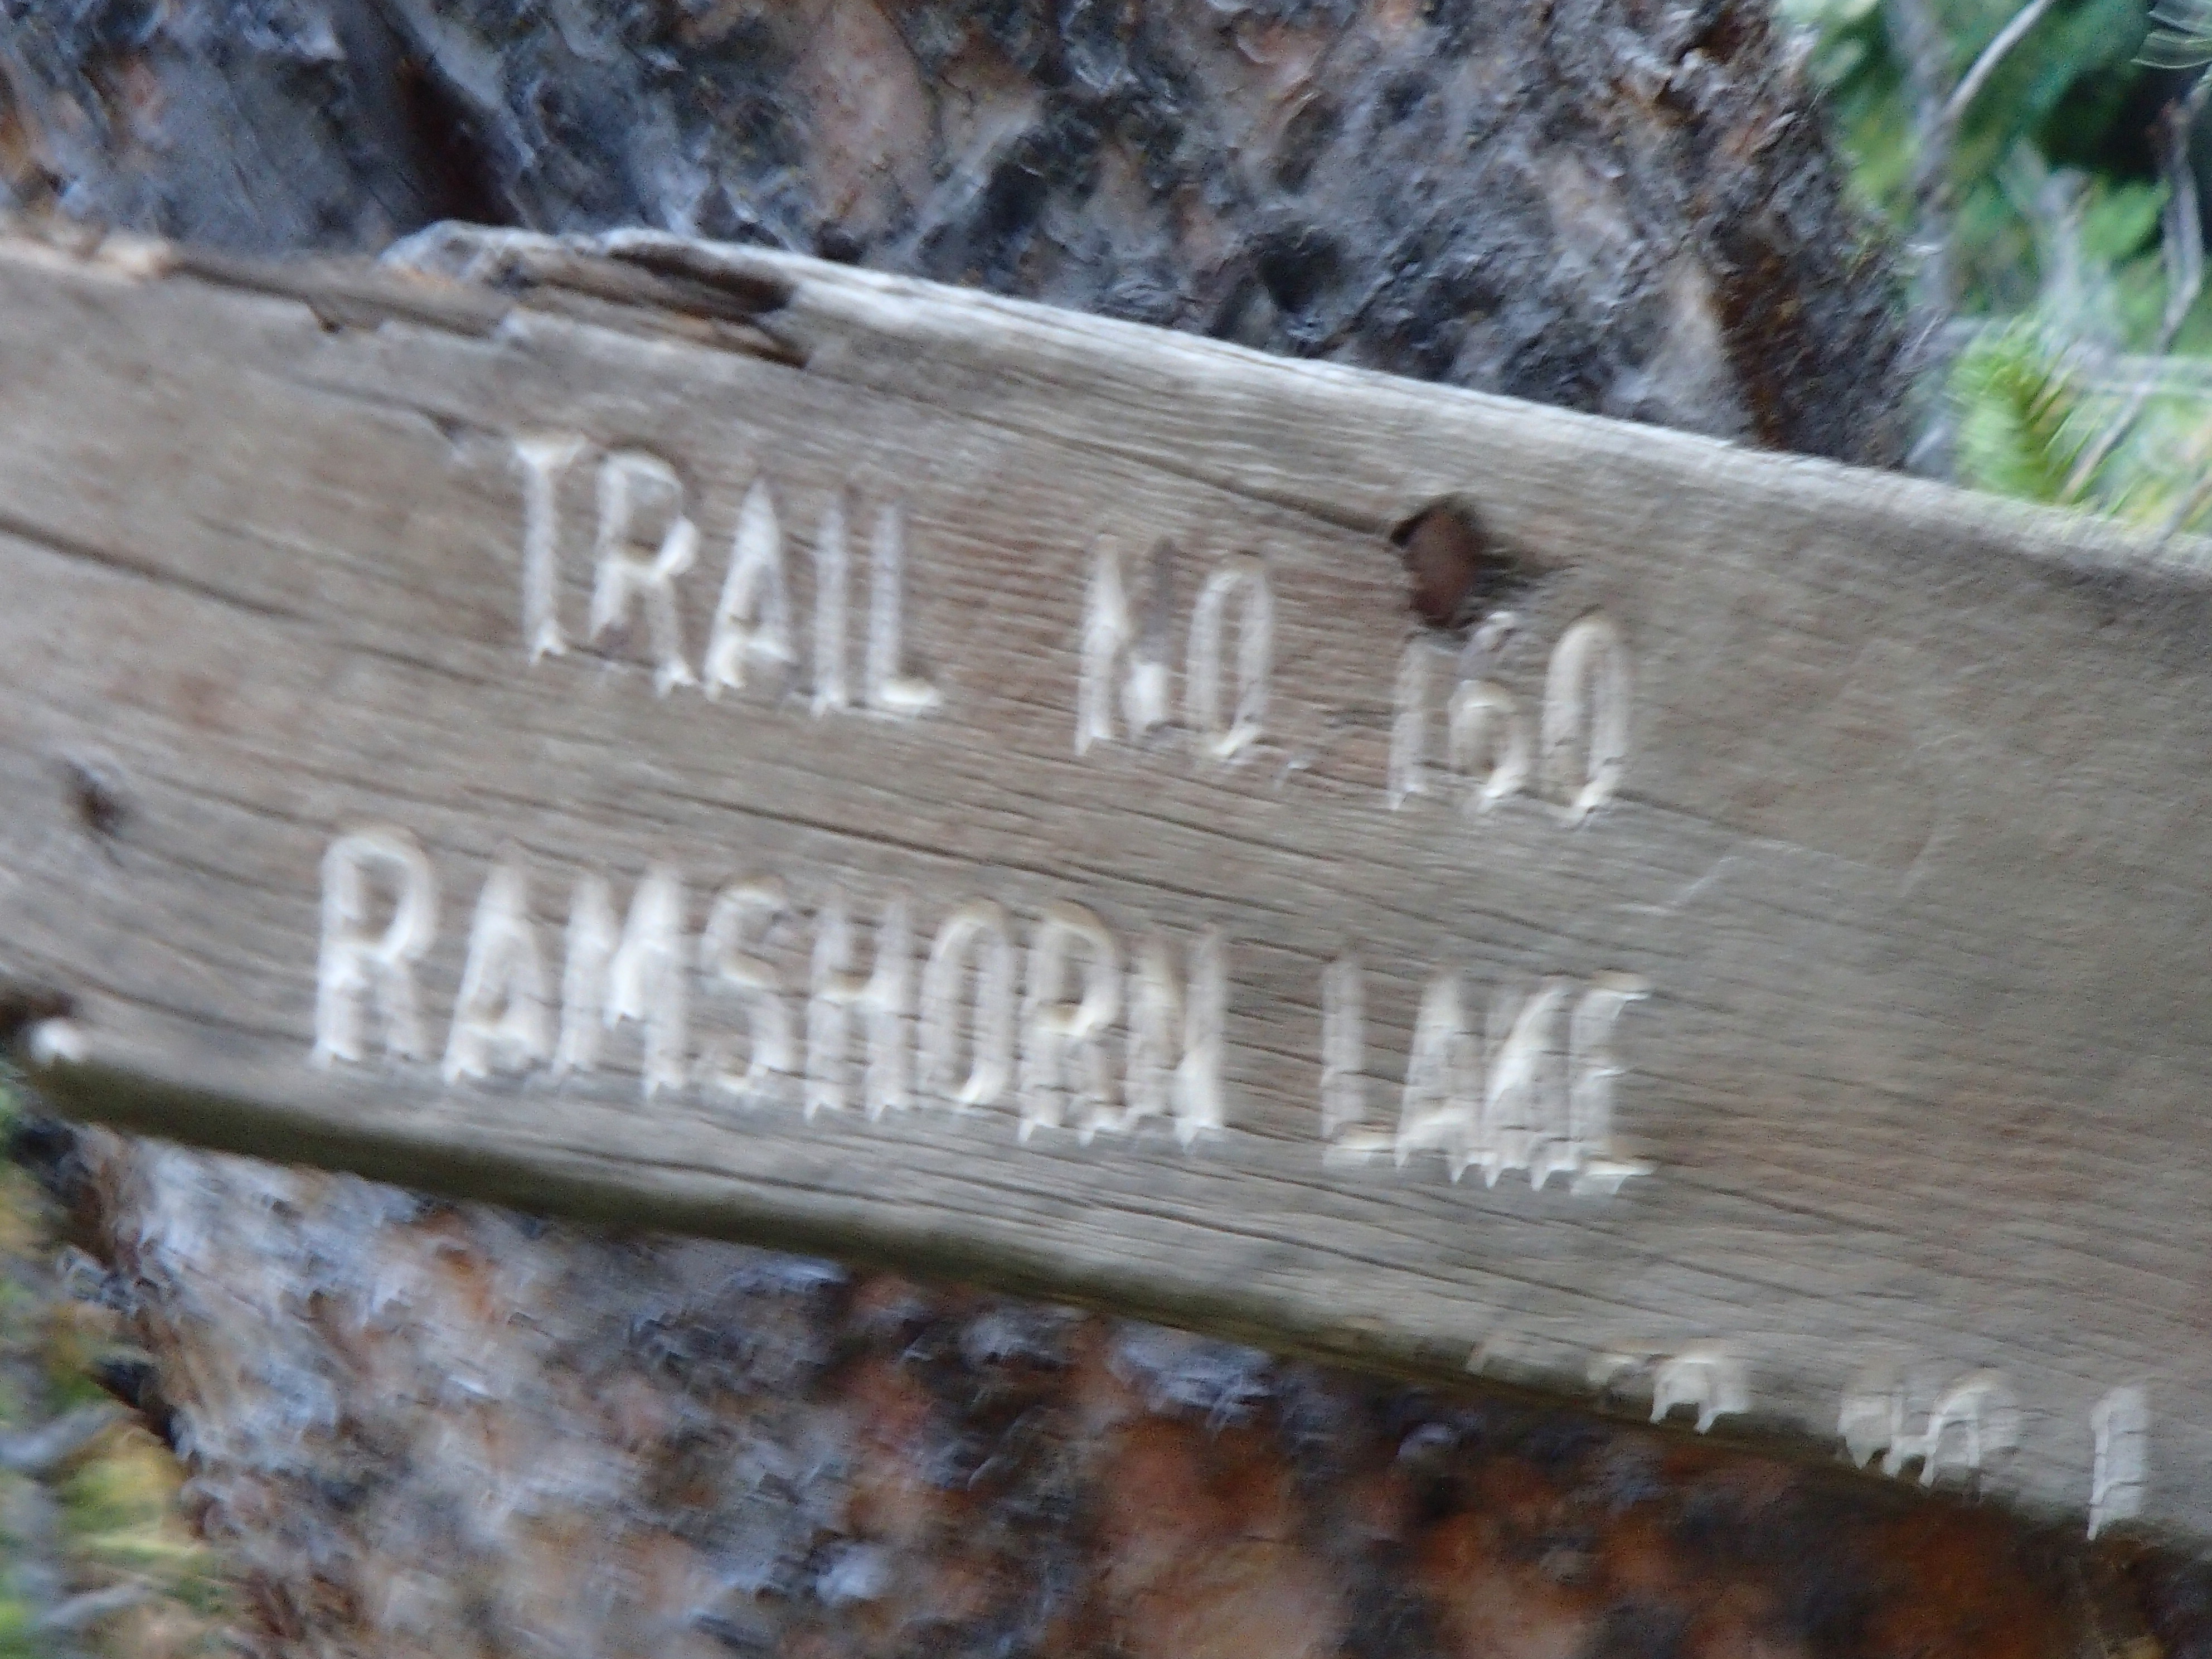 TRAIL NO. 160
RAMSHORN LAKE